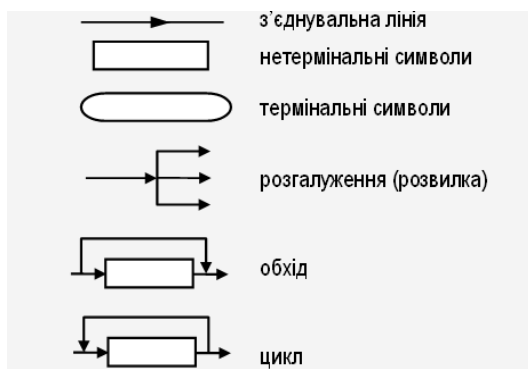 з’єднувальна лінія
нетермінальні символи
термінальні символи
розгалуження (розвилка)
обхід
цикл